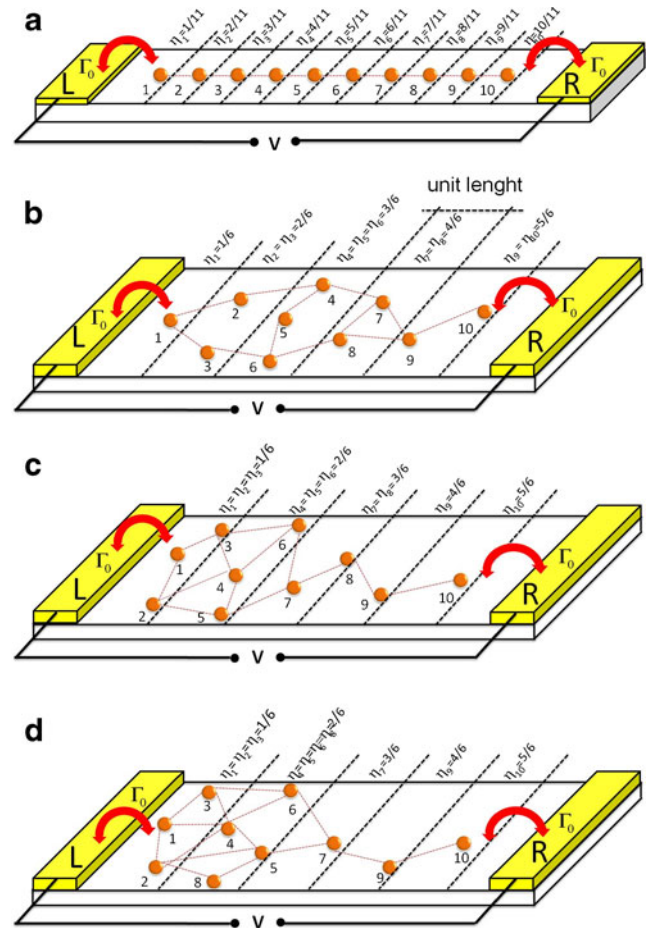 a
η₁=1/11
η₂=2/11
η₃=3/11
η₄=4/11
η₅=5/11
η₆=6/11
η₇=7/11
η₈=8/11
η₉=9/11
=10/11
Γ₀
L
1 2 3 4 5 6 7 8 9 10
R
Γ₀
V
b
unit lenght
η₁=1/6
η₂ = η₃=2/6
η₄ = η₅ = η₆=3/6
η₇= η₈= 4/6
η₉ = η₁₀=5/6
Γ₀
L
1
2
3
4
5
6
7
8
9
10
Γ₀
R
V
c
η₁= η₂= η₃=1/6
η₄ = η₅ = η₆=2/6
η₇= η₈=3/6
η₉=4/6
η₁₀=5/6
Γ₀
L
1
2
3
4
5
6
7
8
9
10
Γ₀
R
V
d
η₁= η₂= η₃=1/6
2/6
η₇=3/6
η₉=4/6
η₁₀=5/6
Γ₀
L
1
2
3
4
5
6
7
8
9
10
Γ₀
R
V